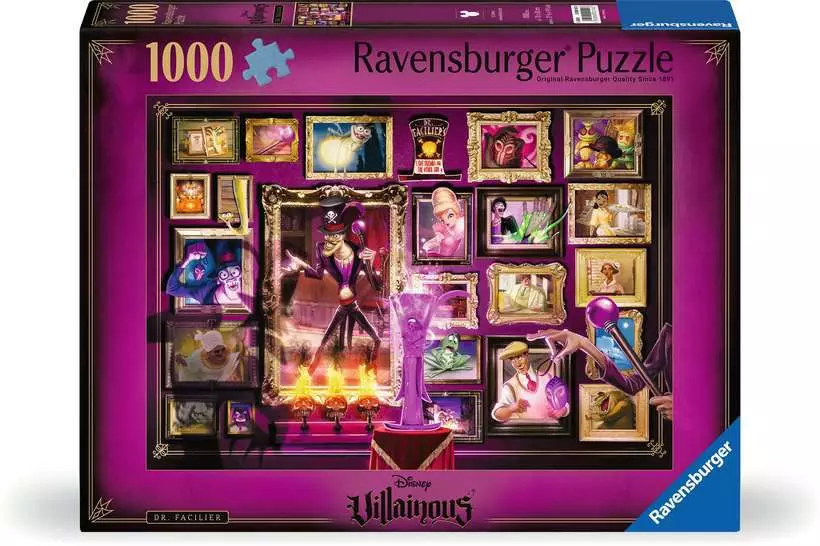 Ravensburger
1000
Ravensburger® Puzzle
Original Ravensburger Quality Since 1891
DR.
FACILIER
Disney
Villainous
DR. FACILIER
Ravensburger